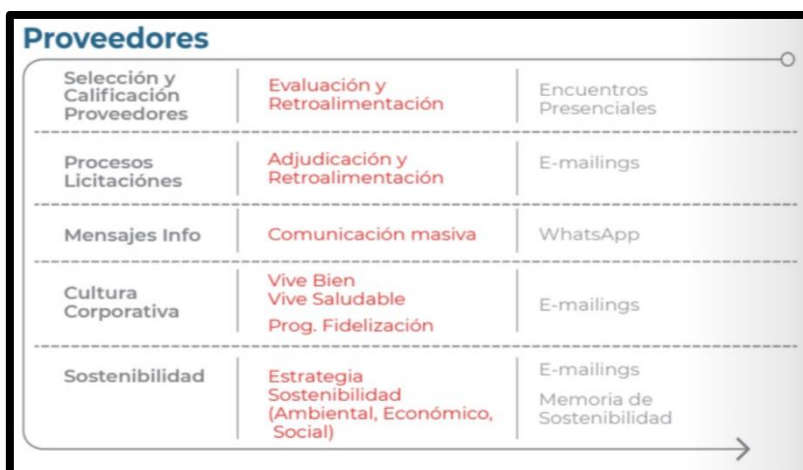 Proveedores
Selección y
Calificación
Proveedores
Evaluación y
Retroalimentación
Encuentros
Presenciales
Procesos
Licitaciónes
Adjudicación y
Retroalimentación
E-mailings
Mensajes Info
Comunicación masiva
WhatsApp
Cultura
Corporativa
Vive Bien
Vive Saludable
Prog. Fidelización
E-mailings
Sostenibilidad
Estrategia
Sostenibilidad
(Ambiental, Económico,
Social)
E-mailings
Memoria de
Sostenibilidad